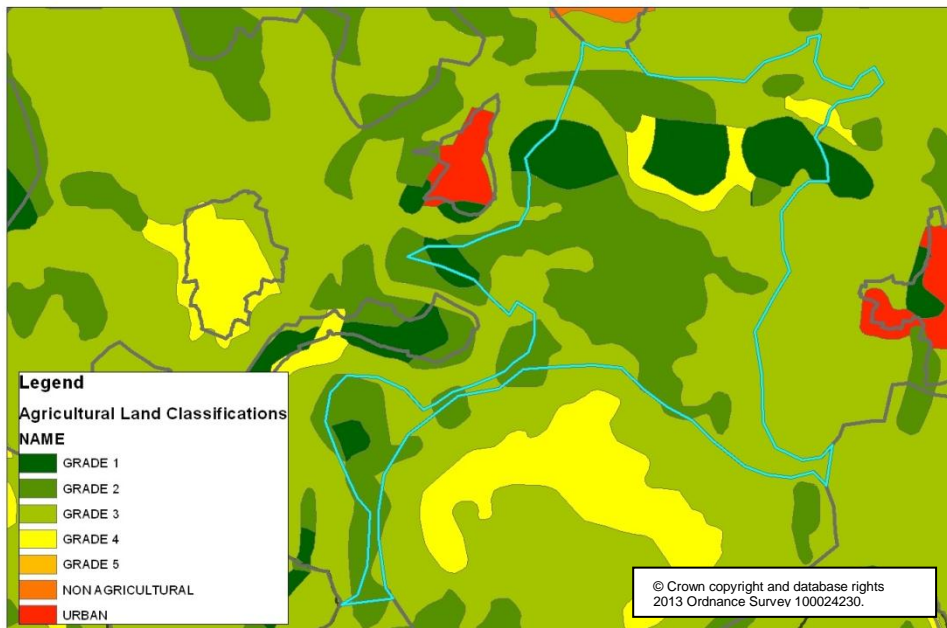 Legend
Agricultural Land Classifications
NAME
GRADE 1
GRADE 2
GRADE 3
GRADE 4
GRADE 5
NON AGRICULTURAL
URBAN
© Crown copyright and database rights
2013 Ordnance Survey 100024230.